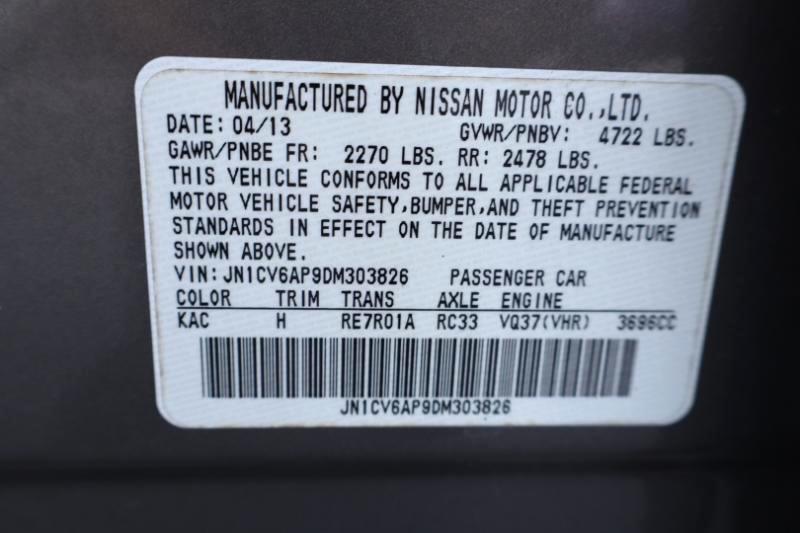 MANUFACTURED BY NISSAN MOTOR CO.,LTD.
DATE: 04/13 GVWR/PNBV: 4722 LBS.
GAWR/PNBE FR: 2270 LBS. RR: 2478 LBS.
THIS VEHICLE CONFORMS TO ALL APPLICABLE FEDERAL
MOTOR VEHICLE SAFETY,BUMPER,AND THEFT PREVENTION
STANDARDS IN EFFECT ON THE DATE OF MANUFACTURE
SHOWN ABOVE.
VIN:JN1CV6AP9DM303826 PASSENGER CAR
COLOR TRIM TRANS AXLE ENGINE
KAC H RE7R01A RC33 VQ37(VHR) 3696CC
JN1CV6AP9DM303826